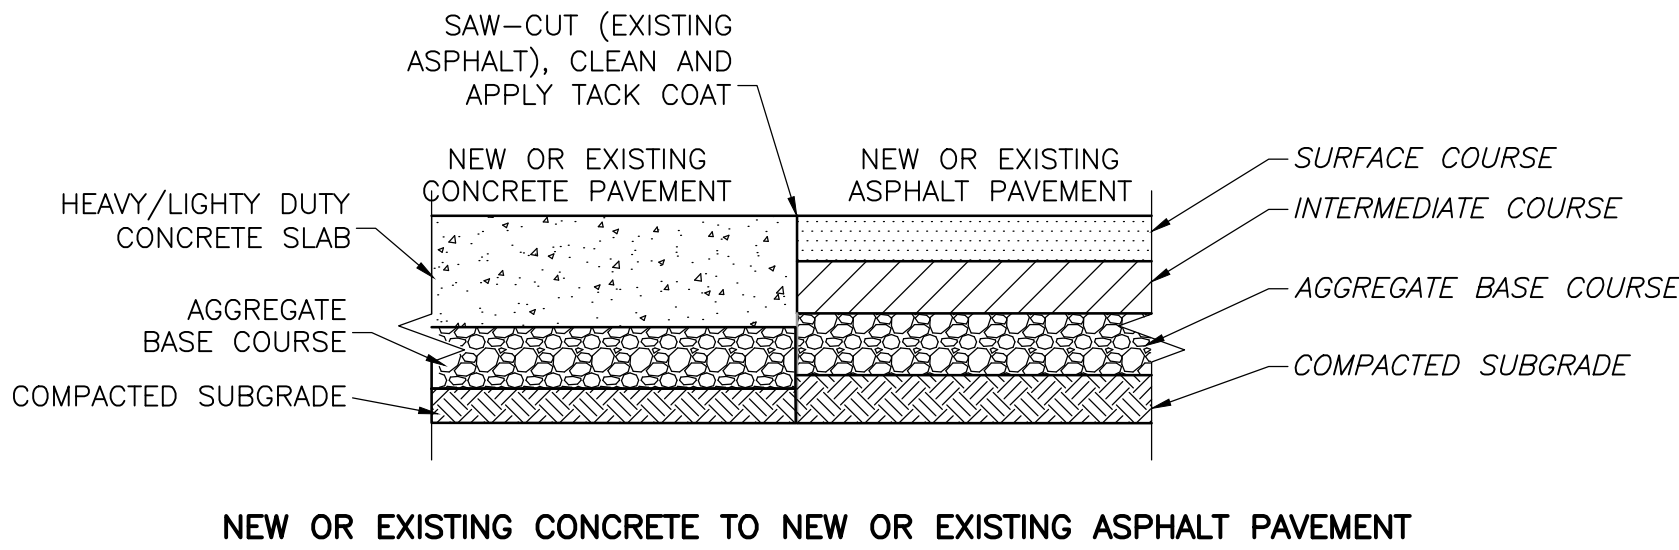 SAW-CUT (EXISTING
ASPHALT), CLEAN AND
APPLY TACK COAT
NEW OR EXISTING
CONCRETE PAVEMENT
NEW OR EXISTING
ASPHALT PAVEMENT
HEAVY/LIGHTY DUTY
CONCRETE SLAB
AGGREGATE
BASE COURSE
COMPACTED SUBGRADE
SURFACE COURSE
INTERMEDIATE COURSE
AGGREGATE BASE COURSE
COMPACTED SUBGRADE
NEW OR EXISTING CONCRETE TO NEW OR EXISTING ASPHALT PAVEMENT